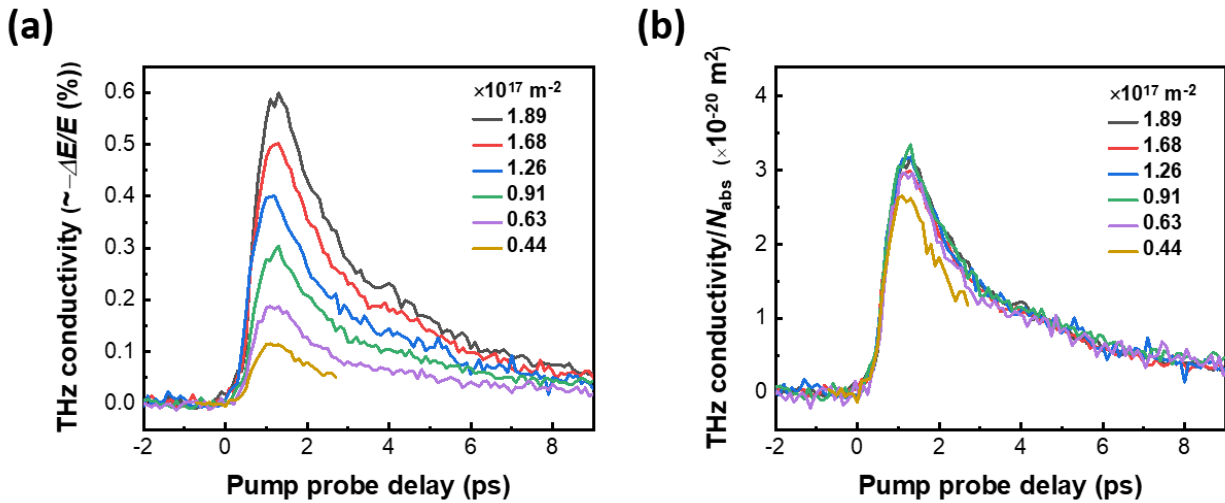 (a)
THz conductivity (~ −ΔE/E (%))
0.6
0.5
0.4
0.3
0.2
0.1
0.0
×10¹⁷ m⁻²
1.89
1.68
1.26
0.91
0.63
0.44
-2 0 2 4 6 8
Pump probe delay (ps)
(b)
THz conductivity/Nabs (×10⁻²⁰ m²)
4
3
2
1
0
×10¹⁷ m⁻²
1.89
1.68
1.26
0.91
0.63
0.44
-2 0 2 4 6 8
Pump probe delay (ps)